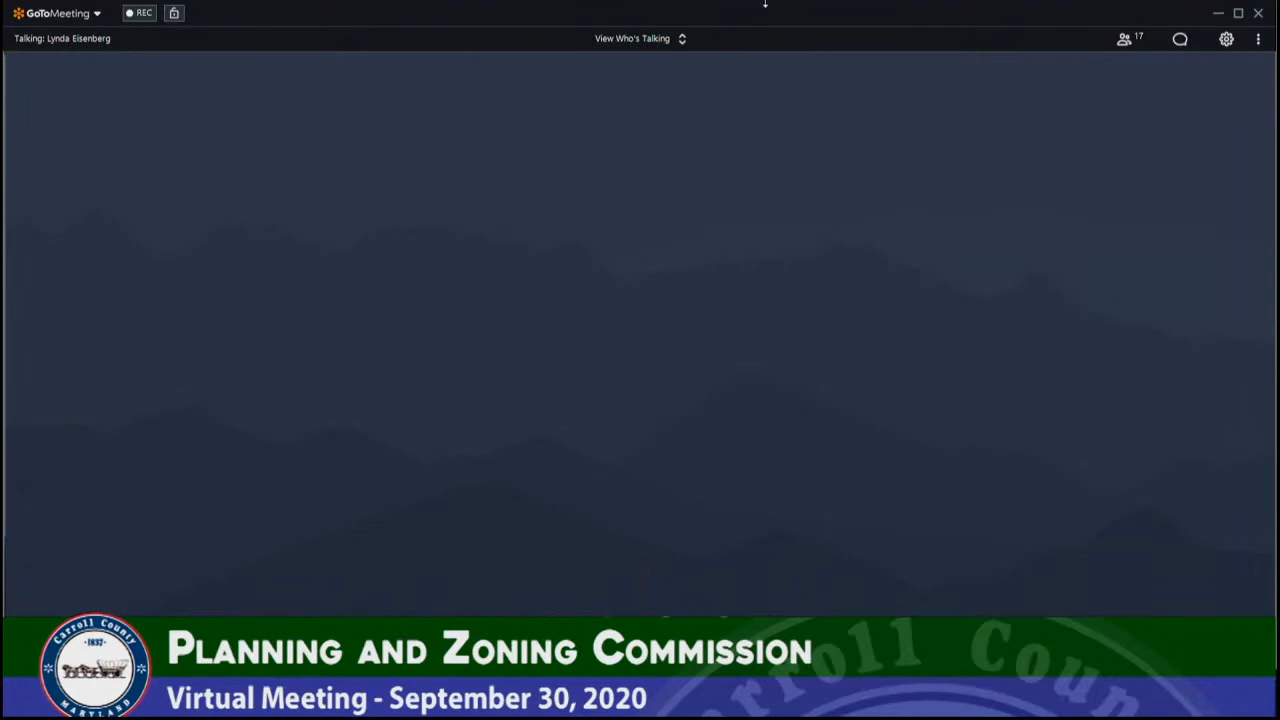 GoToMeeting
REC
Talking: Lynda Eisenberg
View Who's Talking
17
PLANNING AND ZONING COMMISSION
Virtual Meeting - September 30, 2020
Carroll County
1837
MARYLAND
Carroll Coun